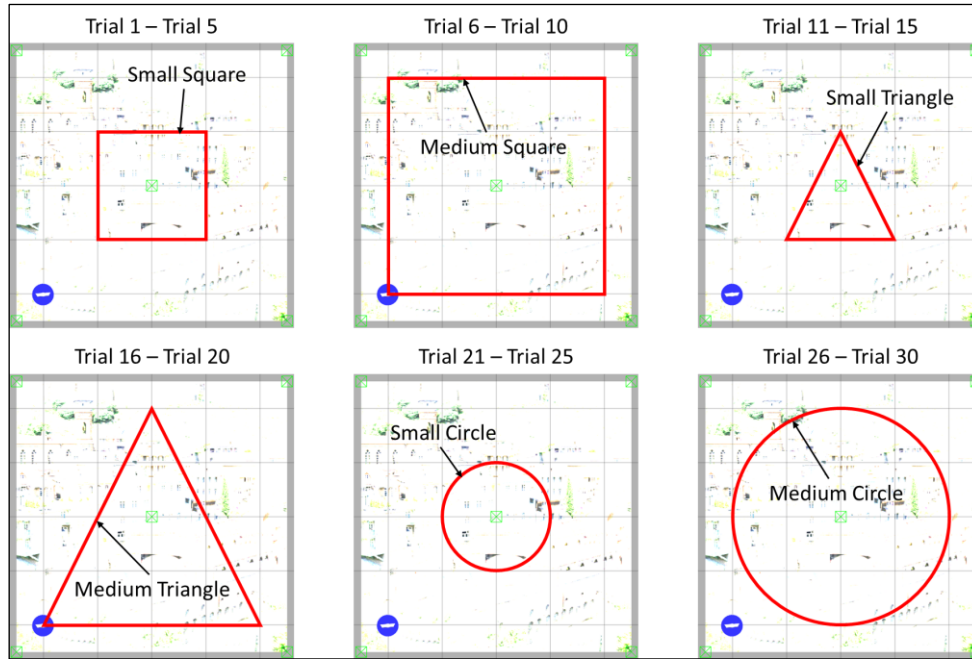 Trial 1 – Trial 5
Trial 6 – Trial 10
Trial 11 – Trial 15
Small Square
Medium Square
Small Triangle
Trial 16 – Trial 20
Trial 21 – Trial 25
Trial 26 – Trial 30
Medium Triangle
Small Circle
Medium Circle